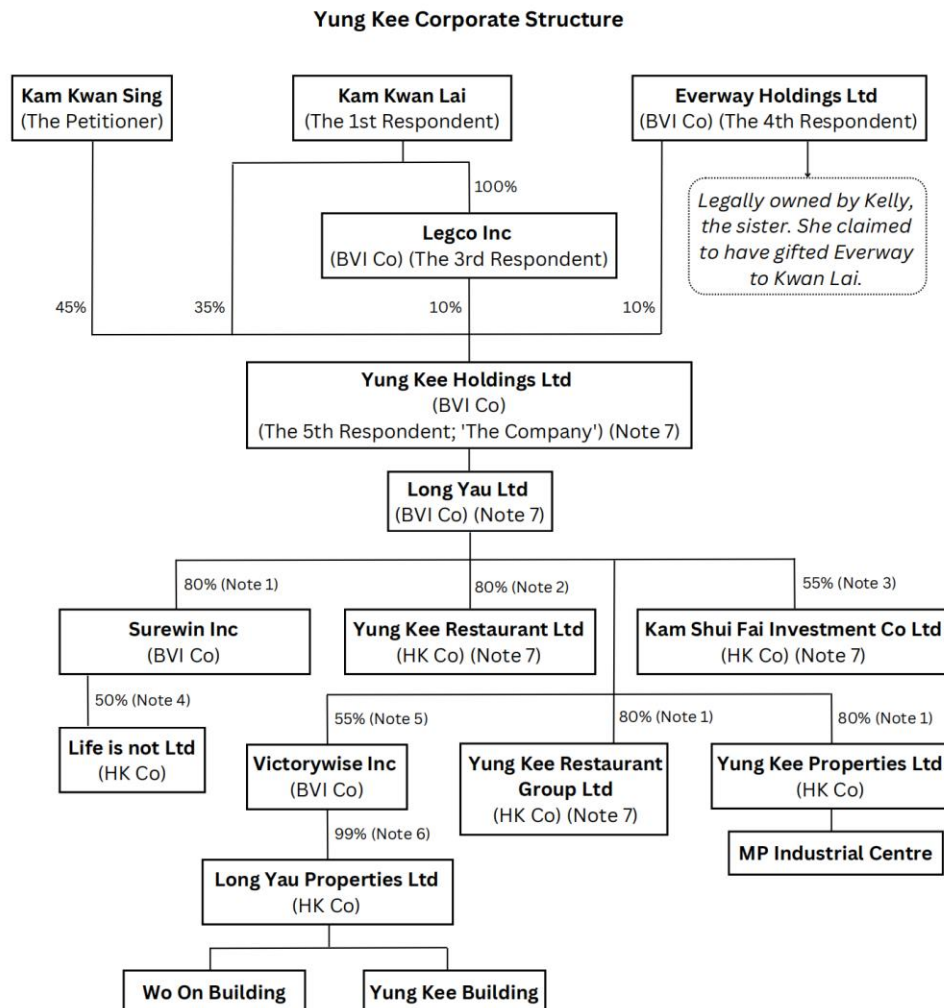 Yung Kee Corporate Structure
Kam Kwan Sing
(The Petitioner)
Kam Kwan Lai
(The 1st Respondent)
Everway Holdings Ltd
(BVI Co) (The 4th Respondent)
100%
Legally owned by Kelly,
the sister. She claimed
to have gifted Everway
to Kwan Lai.
Legco Inc
(BVI Co) (The 3rd Respondent)
45%
35%
10%
10%
Yung Kee Holdings Ltd
(BVI Co)
(The 5th Respondent; 'The Company') (Note 7)
Long Yau Ltd
(BVI Co) (Note 7)
80% (Note 1)
80% (Note 2)
55% (Note 3)
Surewin Inc
(BVI Co)
Yung Kee Restaurant Ltd
(HK Co) (Note 7)
Kam Shui Fai Investment Co Ltd
(HK Co) (Note 7)
50% (Note 4)
55% (Note 5)
80% (Note 1)
80% (Note 1)
Life is not Ltd
(HK Co)
Victorywise Inc
(BVI Co)
Yung Kee Restaurant
Group Ltd
(HK Co) (Note 7)
Yung Kee Properties Ltd
(HK Co)
99% (Note 6)
MP Industrial Centre
Long Yau Properties Ltd
(HK Co)
Wo On Building
Yung Kee Building